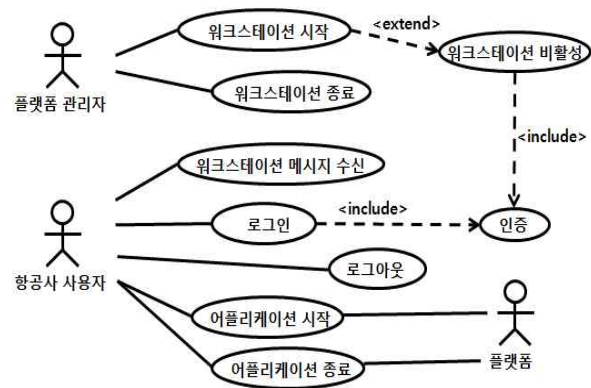 워크스테이션 시작
<extend>
워크스테이션 비활성
플랫폼 관리자
워크스테이션 종료
<include>
워크스테이션 메시지 수신
로그인
<include>
인증
항공사 사용자
로그아웃
어플리케이션 시작
어플리케이션 종료
플랫폼